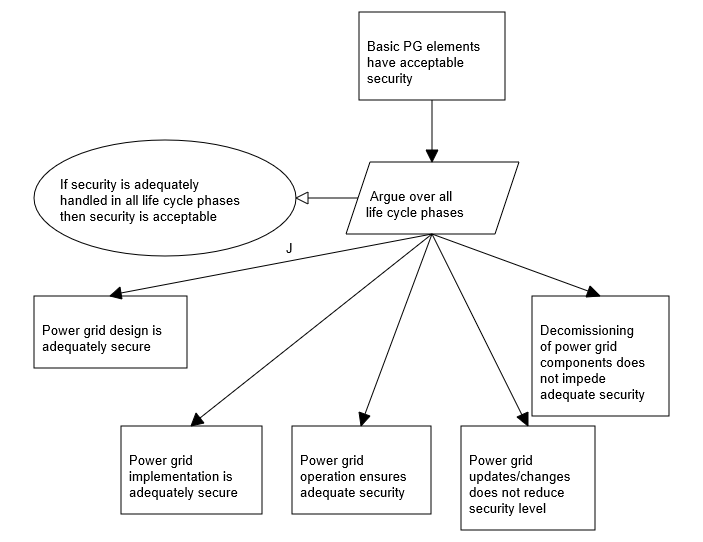 Basic PG elements
have acceptable
security
If security is adequately
handled in all life cycle phases
then security is acceptable
J
Argue over all
life cycle phases
Power grid design is
adequately secure
Decomissioning
of power grid
components does
not impede
adequate security
Power grid
implementation is
adequately secure
Power grid
operation ensures
adequate security
Power grid
updates/changes
does not reduce
security level